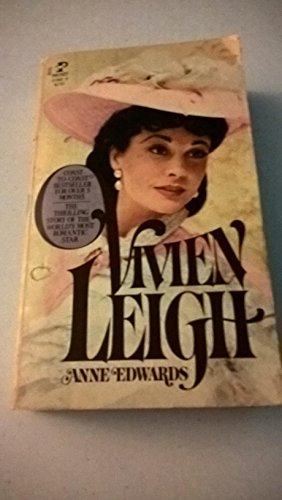 COAST
TO-COAST
BESTSELLER
FOR OVER 5
MONTHS
THE
THRILLING
STORY OF THE
WORLD'S MOST
ROMANTIC
STAR
VIVIEN
LEIGH
ANNE EDWARDS